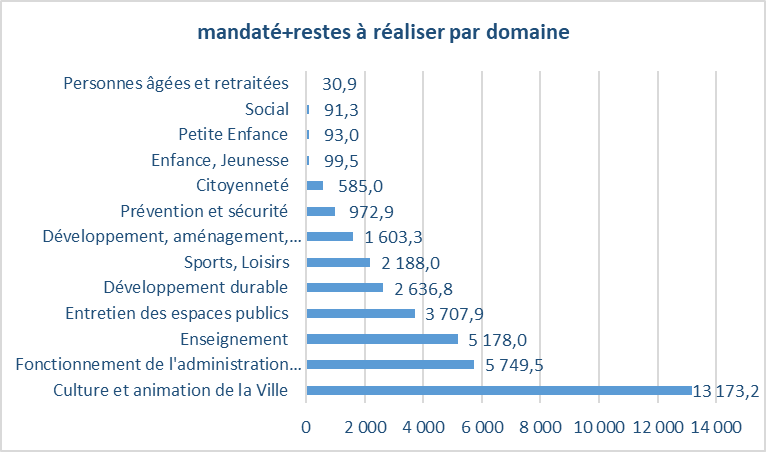 mandaté+restes à réaliser par domaine
Personnes âgées et retraitées 30,9
Social 91,3
Petite Enfance 93,0
Enfance, Jeunesse 99,5
Citoyenneté 585,0
Prévention et sécurité 972,9
Développement, aménagement,... 1 603,3
Sports, Loisirs 2 188,0
Développement durable 2 636,8
Entretien des espaces publics 3 707,9
Enseignement 5 178,0
Fonctionnement de l'administration... 5 749,5
Culture et animation de la Ville 13 173,2
0 2 000 4 000 6 000 8 000 10 000 12 000 14 000